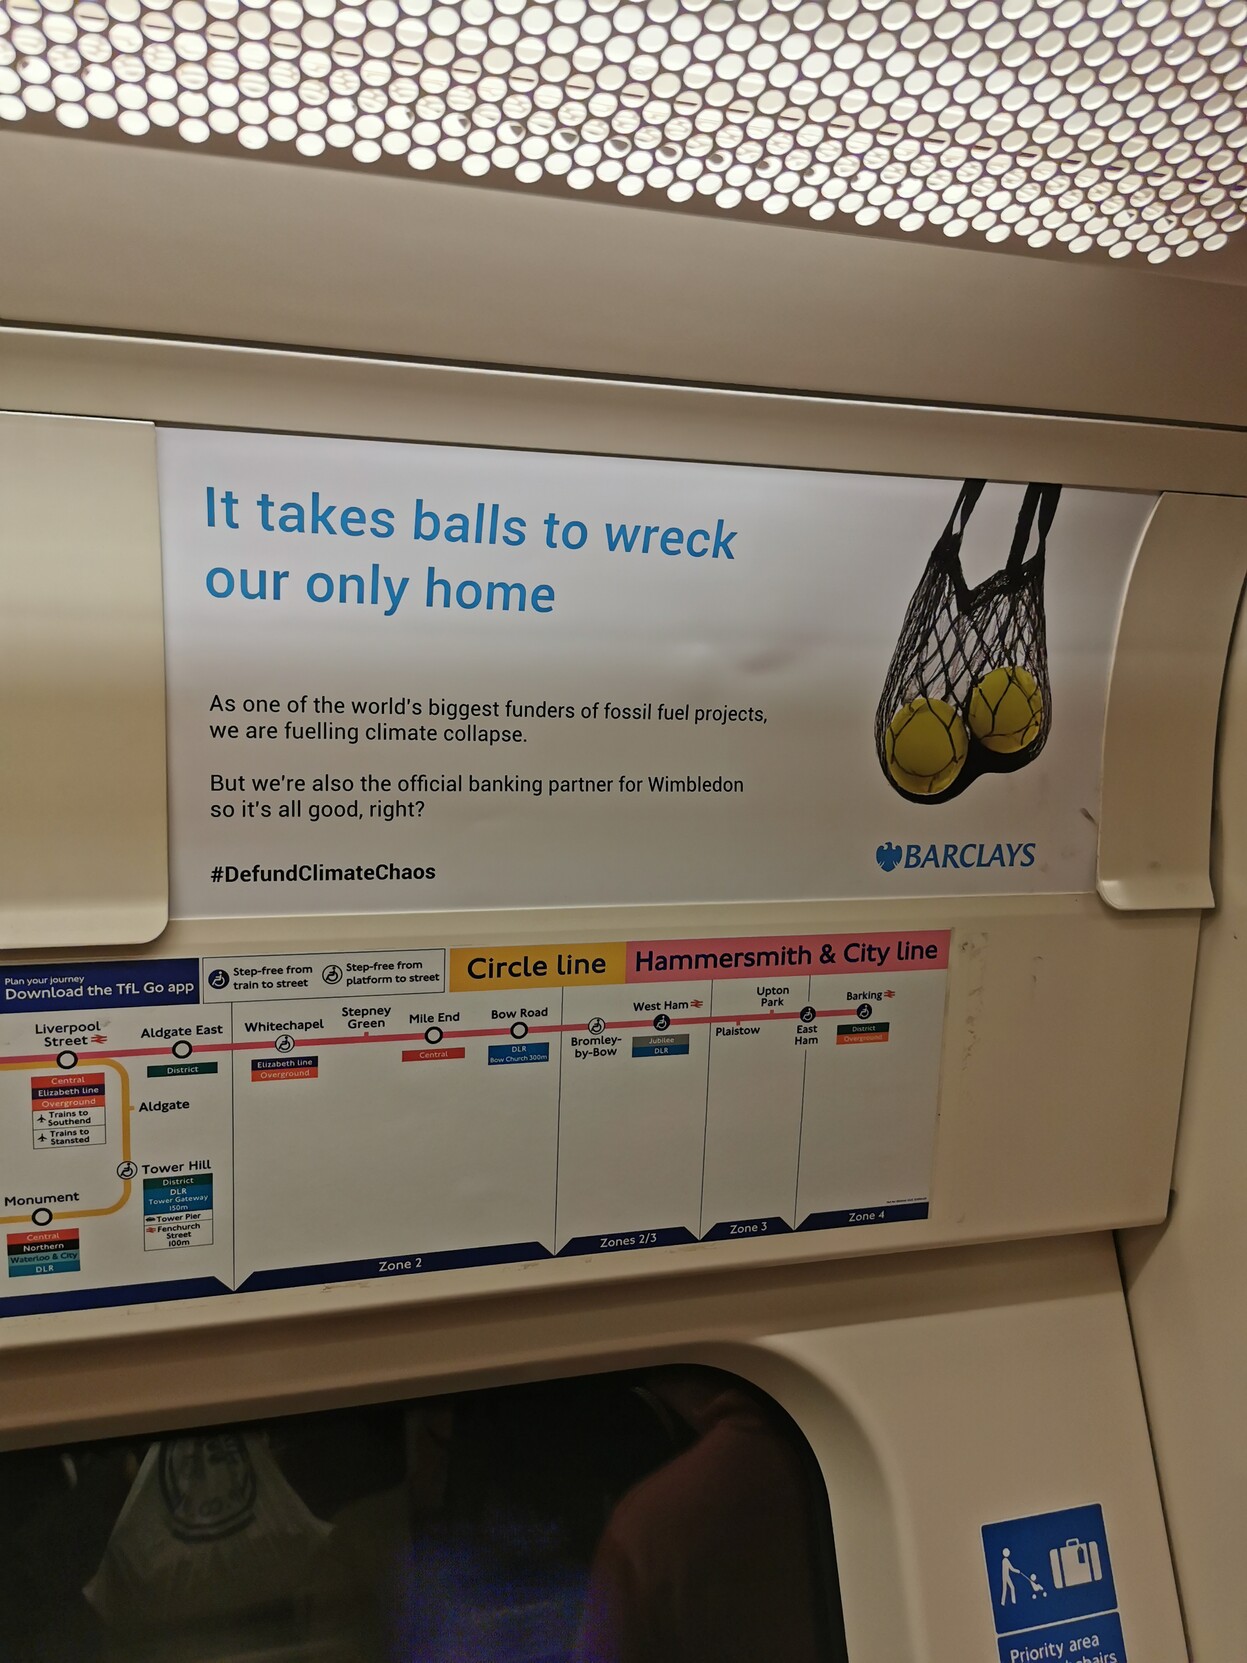 It takes balls to wreck
our only home
As one of the world's biggest funders of fossil fuel projects,
we are fuelling climate collapse.
But we're also the official banking partner for Wimbledon
so it's all good, right?
#DefundClimateChaos
BARCLAYS
Plan your journey
Download the TfL Go app
Step-free from
train to street
Step-free from
platform to street
Circle line
Hammersmith & City line
Liverpool
Street
Central
Elizabeth line
Overground
Trains to
Southend
Trains to
Stansted
Aldgate East
District
Whitechapel
Elizabeth line
Overground
Stepney
Green
Mile End
Central
Bow Road
DLR
Bow Church 300m
Bromley-
by-Bow
West Ham
Jubilee
DLR
Plaistow
Upton
Park
East
Ham
Barking
District
Overground
Aldgate
Tower Hill
District
DLR
Tower Gateway
150m
Tower Pier
Fenchurch
Street
100m
Monument
Central
Northern
Waterloo & City
DLR
Zone 2
Zones 2/3
Zone 3
Zone 4
Priority area